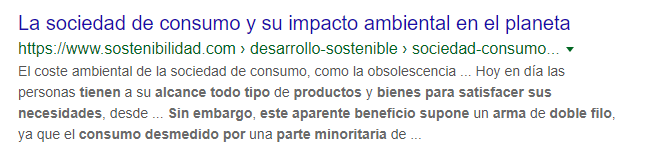 La sociedad de consumo y su impacto ambiental en el planeta
https://www.sostenibilidad.com › desarrollo-sostenible › sociedad-consumo...
El coste ambiental de la sociedad de consumo, como la obsolescencia ... Hoy en día las
personas tienen a su alcance todo tipo de productos y bienes para satisfacer sus
necesidades, desde ... Sin embargo, este aparente beneficio supone un arma de doble filo,
ya que el consumo desmedido por una parte minoritaria de ...